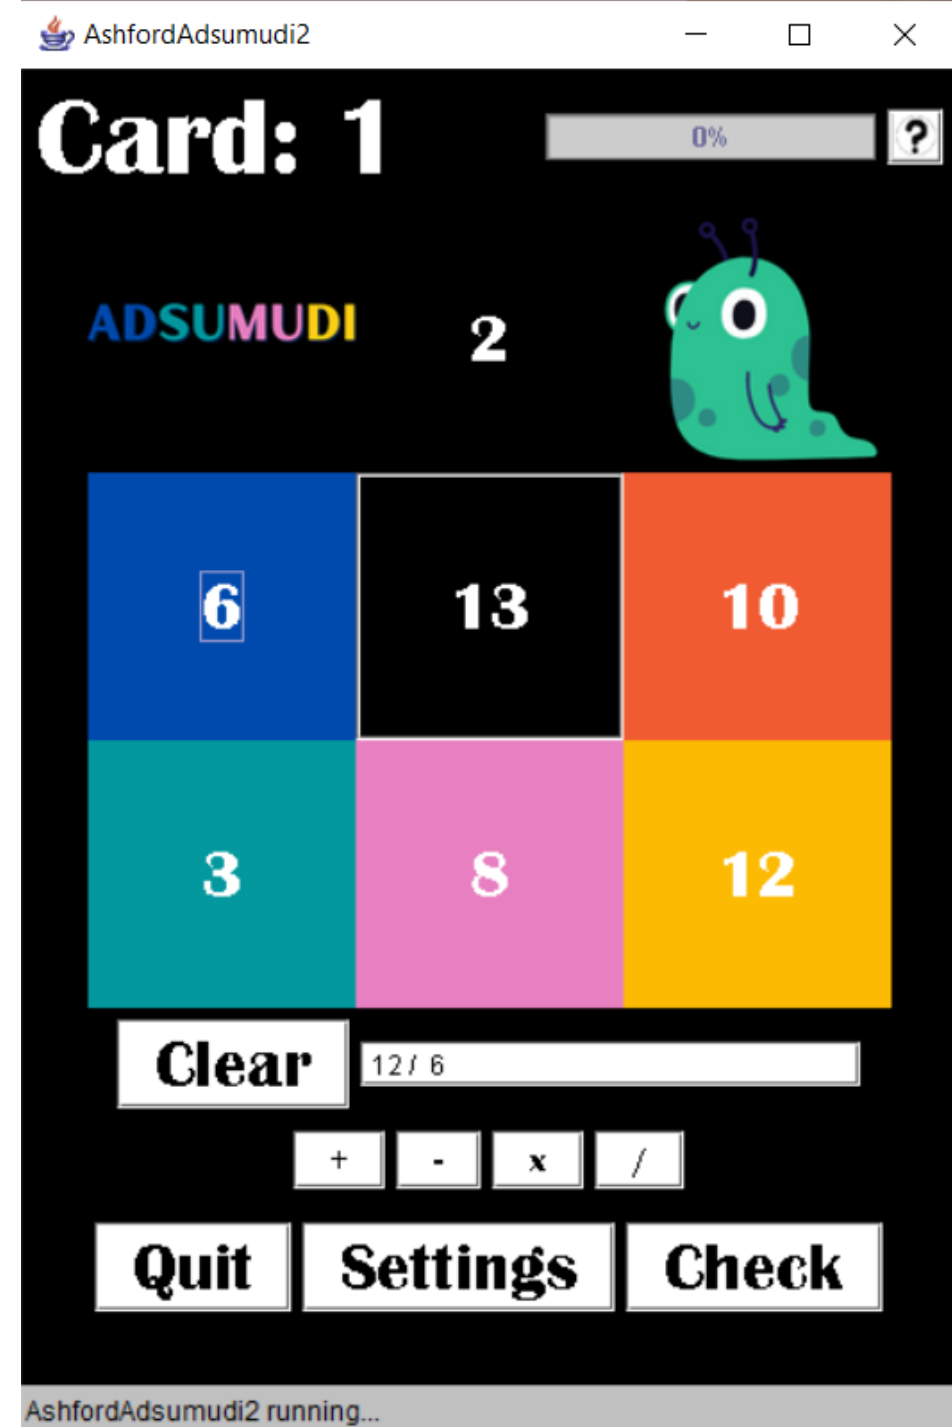 AshfordAdsumudi2
Card: 1
0%
?
ADSUMUDI
2
6 13 10
3 8 12
Clear
12/ 6
+ - x /
Quit Settings Check
AshfordAdsumudi2 running...